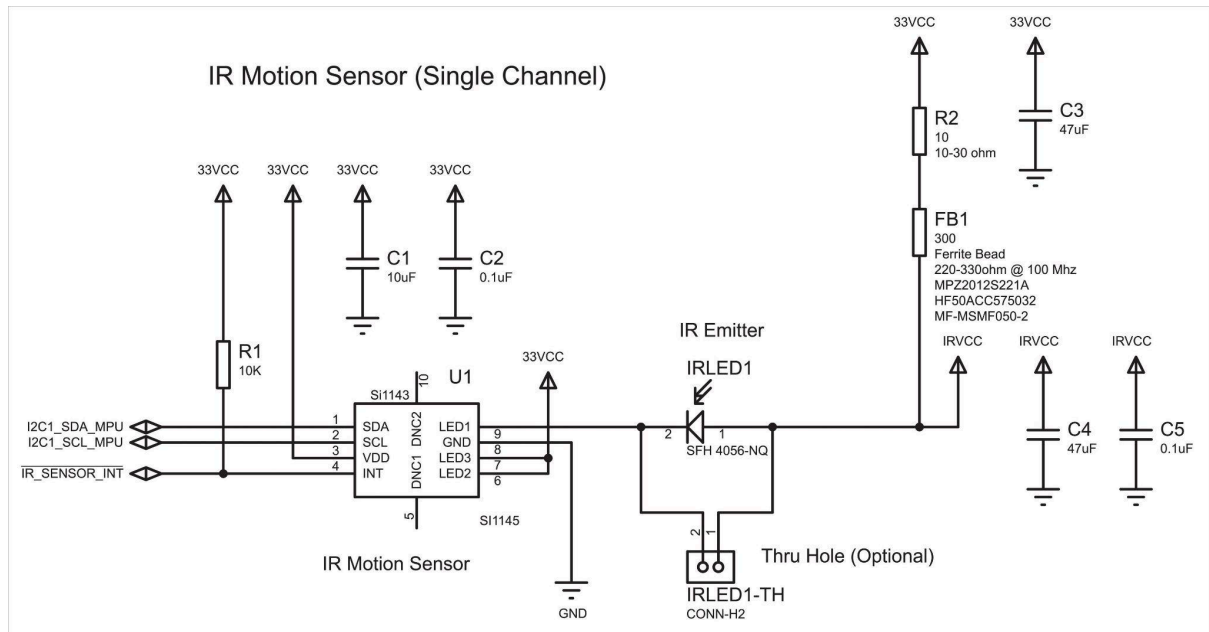 IR Motion Sensor (Single Channel)
33VCC
33VCC
R2
10
10-30 ohm
C3
47uF
33VCC
33VCC
33VCC
33VCC
C1
10uF
C2
0.1uF
FB1
300
Ferrite Bead
220-330ohm @ 100 Mhz
MPZ2012S221A
HF50ACC575032
MF-MSMF050-2
R1
10K
IR Emitter
IRLED1
2
1
SFH 4056-NQ
33VCC
IRVCC
IRVCC
IRVCC
C4
47uF
C5
0.1uF
U1
Si1143
10
I2C1_SDA_MPU
1
SDA
DNC2
LED1
9
I2C1_SCL_MPU
2
SCL
GND
8
3
VDD
LED3
7
IR_SENSOR_INT
4
INT
DNC1
LED2
6
5
SI1145
IR Motion Sensor
GND
2
1
Thru Hole (Optional)
IRLED1-TH
CONN-H2